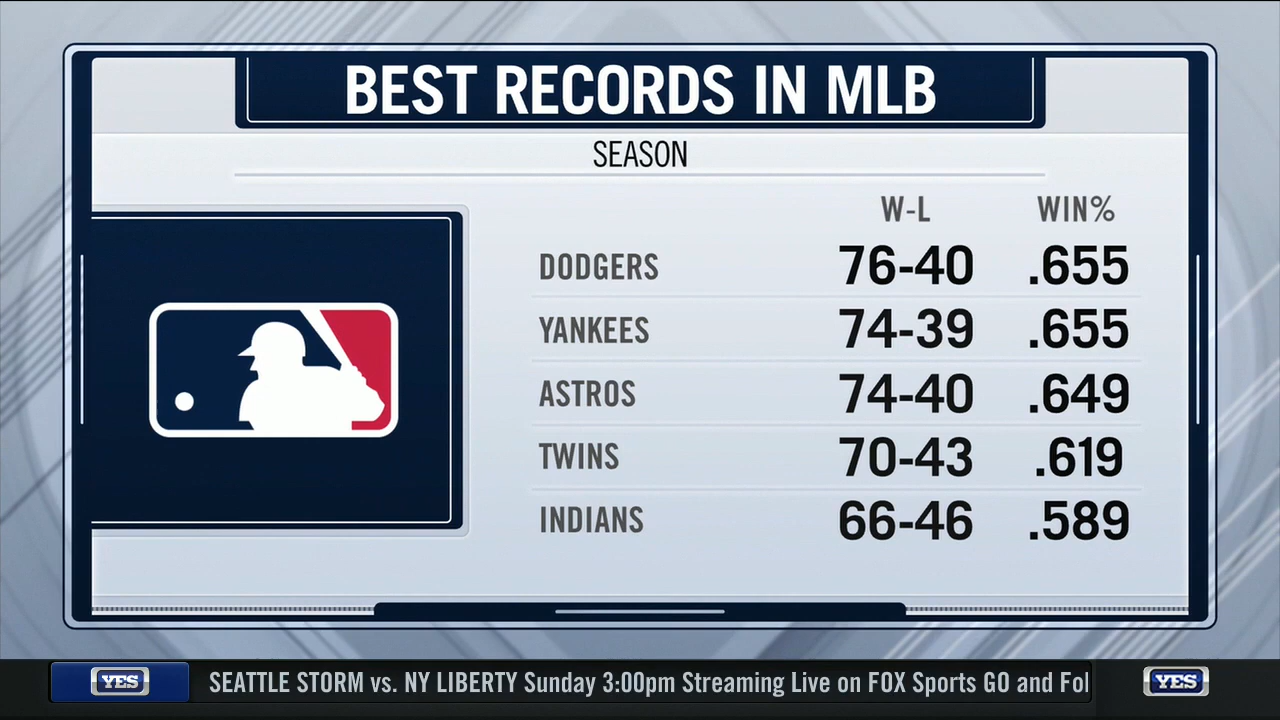 BEST RECORDS IN MLB
SEASON
W-L WIN%
DODGERS 76-40 .655
YANKEES 74-39 .655
ASTROS 74-40 .649
TWINS 70-43 .619
INDIANS 66-46 .589
YES SEATTLE STORM vs. NY LIBERTY Sunday 3:00pm Streaming Live on FOX Sports GO and Fol YES